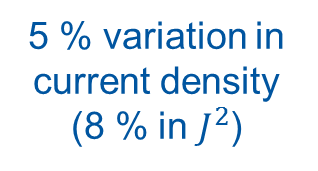 5 % variation in
current density
(8 % in J²)